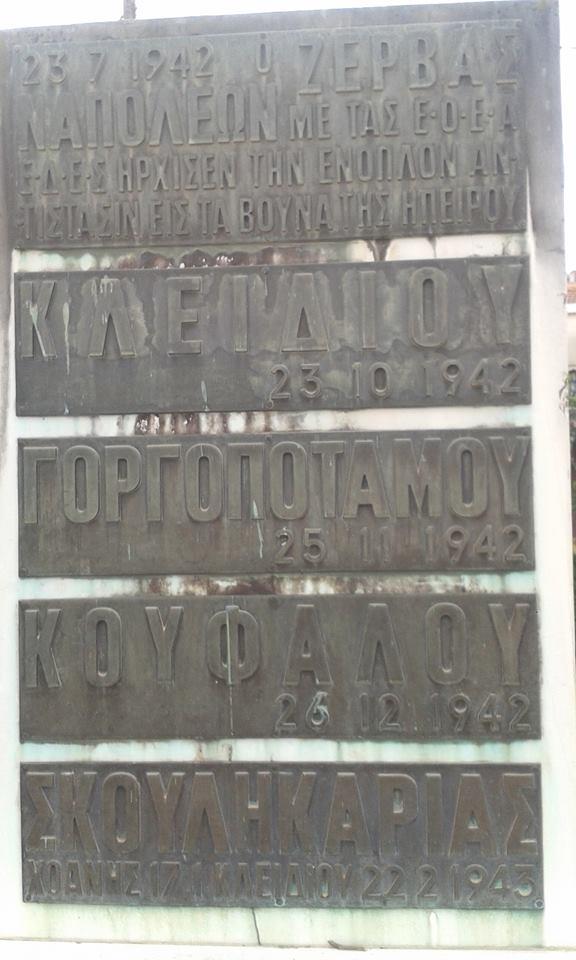 23 7 1942 Ο ΖΕΡΒΑΣ
ΝΑΠΟΛΕΩΝ ΜΕ ΤΑΣ Ε·Ο·Ε·Α
Ε·Δ·Ε·Σ ΗΡΧΙΣΕΝ ΤΗΝ ΕΝΟΠΛΟΝ ΑΝ-
ΤΙΣΤΑΣΙΝ ΕΙΣ ΤΑ ΒΟΥΝΑ ΤΗΣ ΗΠΕΙΡΟΥ
ΚΛΕΙΔΙΟΥ
23 10 1942
ΓΟΡΓΟΠΟΤΑΜΟΥ
25 11 1942
ΚΟΥΦΑΛΟΥ
26 12 1942
ΣΚΟΥΛΗΚΑΡΙΑΣ
ΧΟΑΝΗΣ 17 1 ΚΛΕΙΔΙΟΥ 22 2 1943